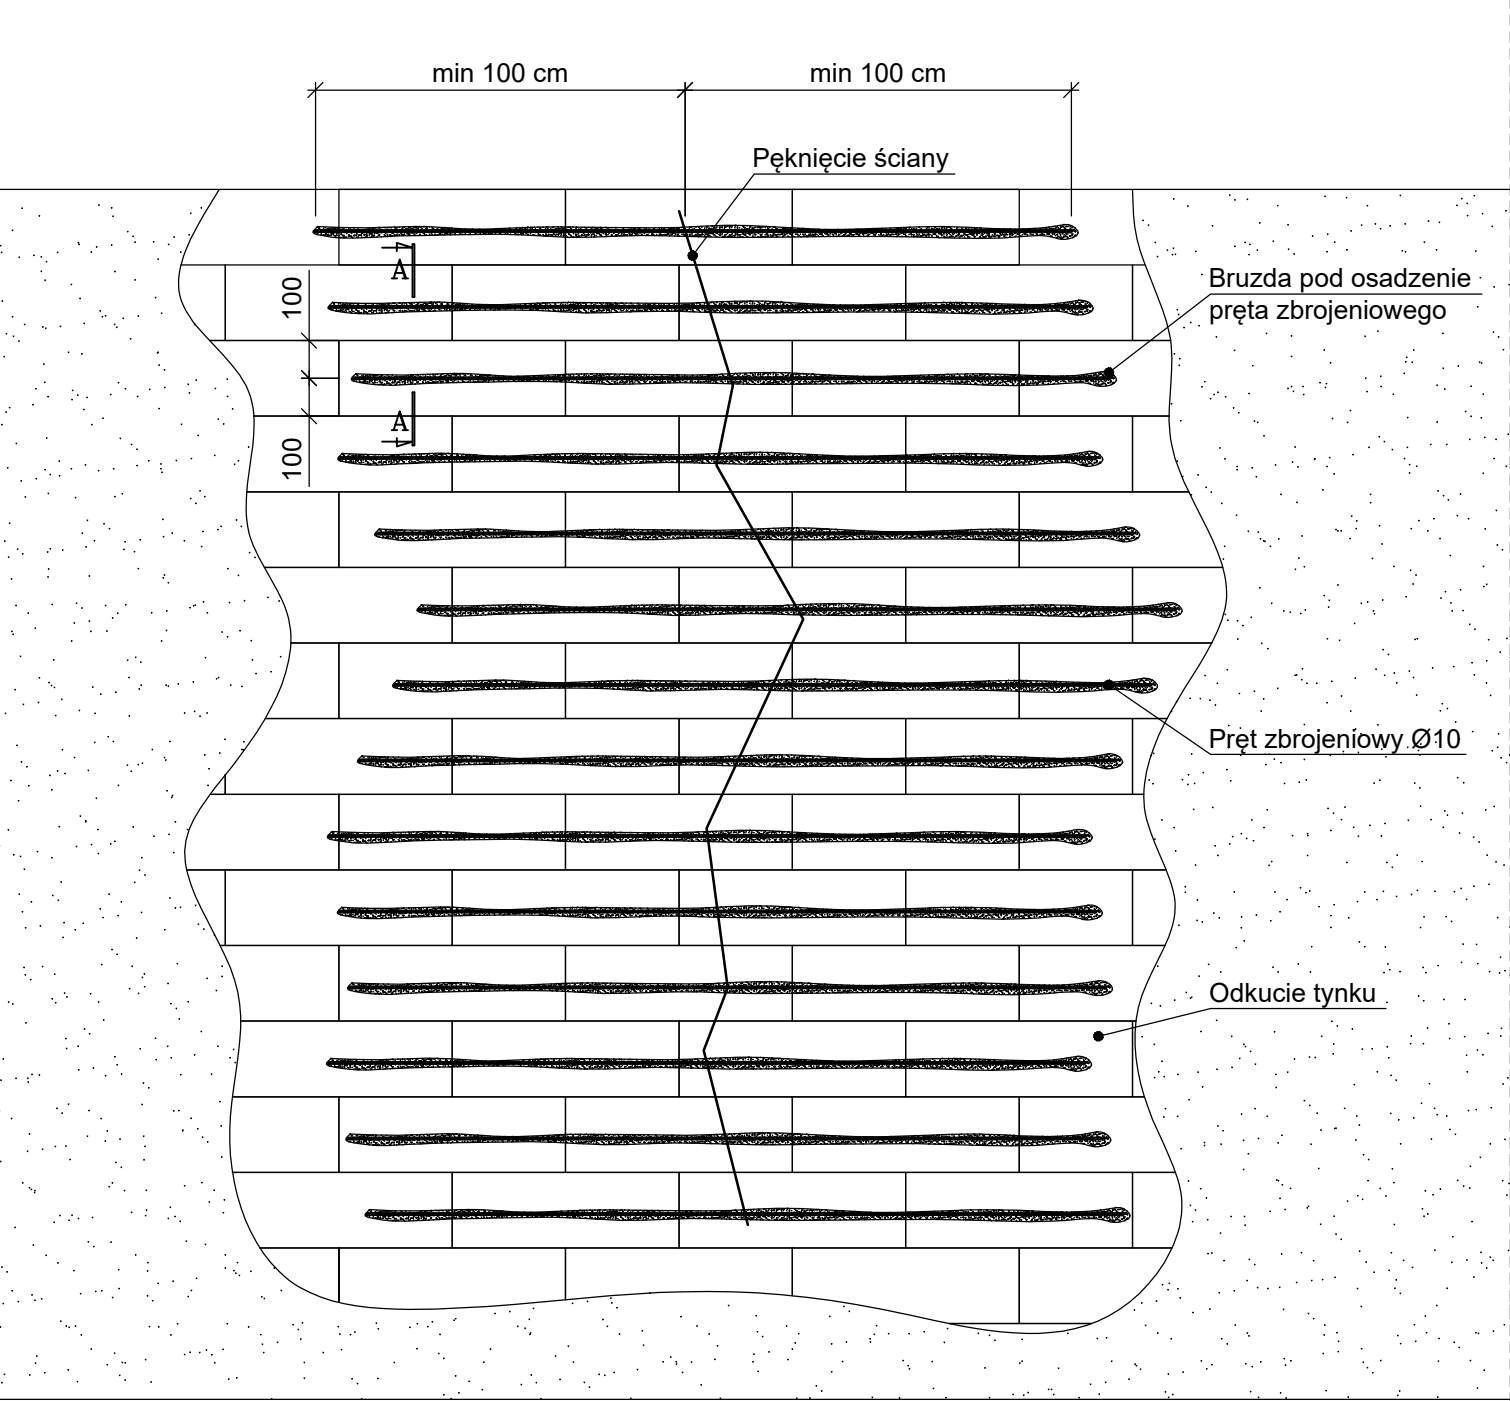 min 100 cm
min 100 cm
Pęknięcie ściany
A
100
Bruzda pod osadzenie
pręta zbrojeniowego
A
100
Pręt zbrojeniowy Ø10
Odkucie tynku